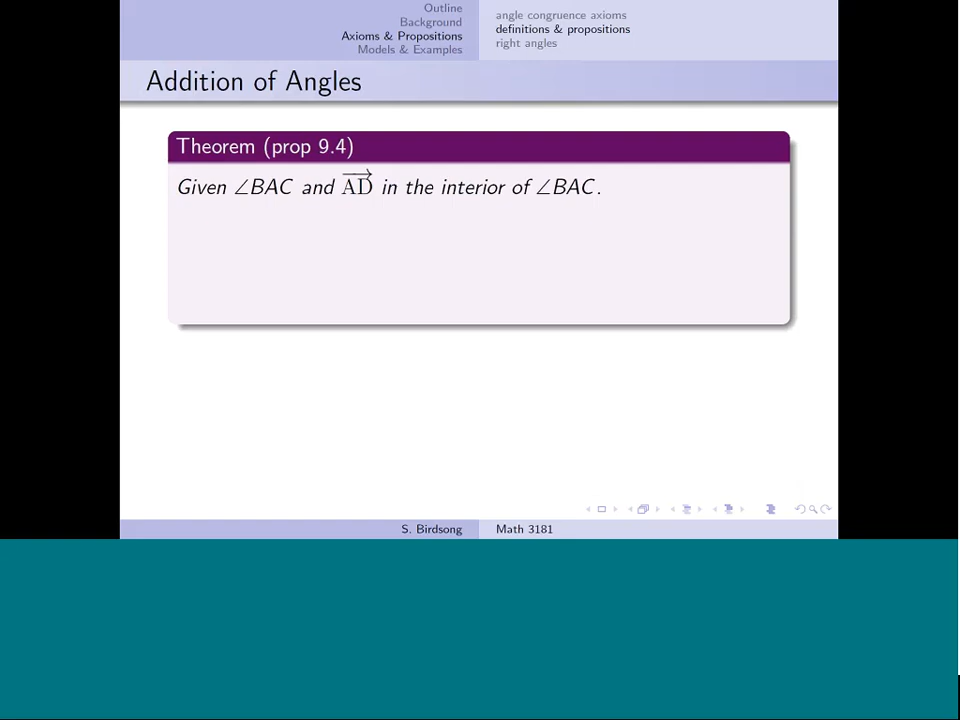 Outline
Background
Axioms & Propositions
Models & Examples
angle congruence axioms
definitions & propositions
right angles
Addition of Angles
Theorem (prop 9.4)
Given ∠BAC and \overrightarrow{AD} in the interior of ∠BAC.
S. Birdsong
Math 3181